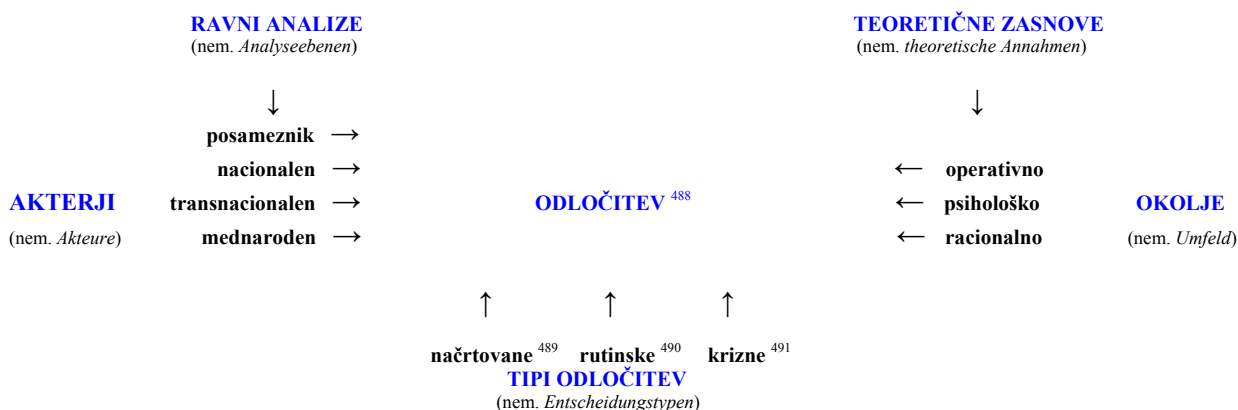 RAVNI ANALIZE
(nem. Analyseebenen)
TEORETIČNE ZASNOVE
(nem. theoretische Annahmen)
↓ ↓
posameznik →
nacionalen → ← operativno
AKTERJI transnacionalen → ODLOČITEV 488 ← psihološko OKOLJE
(nem. Akteure) mednaroden → ← racionalno (nem. Umfeld)
↑ ↑ ↑
načrtovane 489 rutinske 490 krizne 491
TIPI ODLOČITEV
(nem. Entscheidungstypen)